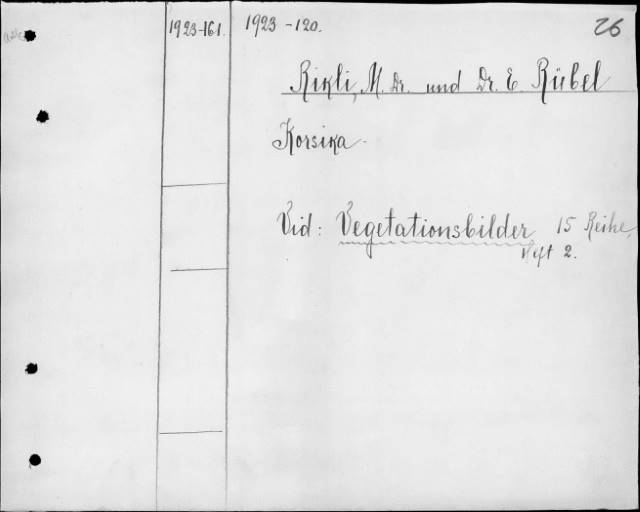 1923-161. 1923-120. 26
Rikli, M. Dr. und Dr. E. Rübel
Korsika.
Vid: Vegetationsbilder 15 Reihe,
Heft 2.